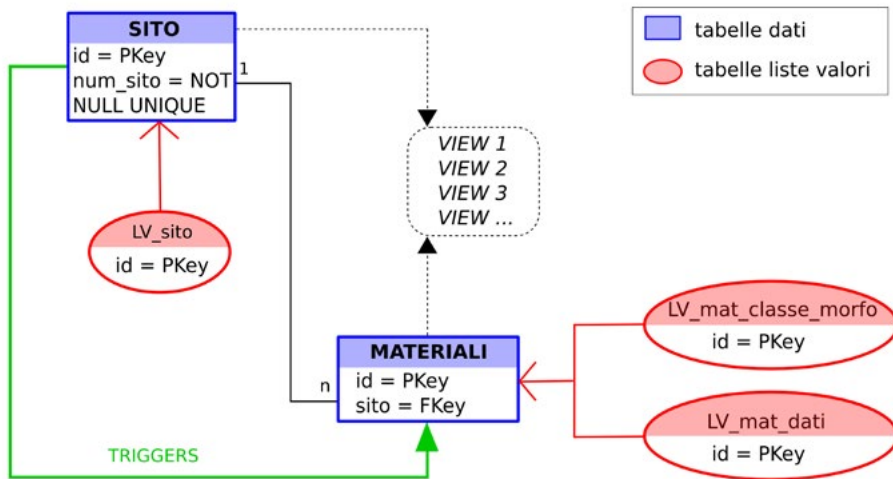 SITO
id = PKey
num_sito = NOT
NULL UNIQUE
1
tabelle dati
tabelle liste valori
VIEW 1
VIEW 2
VIEW 3
VIEW ...
LV_sito
id = PKey
MATERIALI
id = PKey
sito = FKey
n
LV_mat_classe_morfo
id = PKey
LV_mat_dati
id = PKey
TRIGGERS